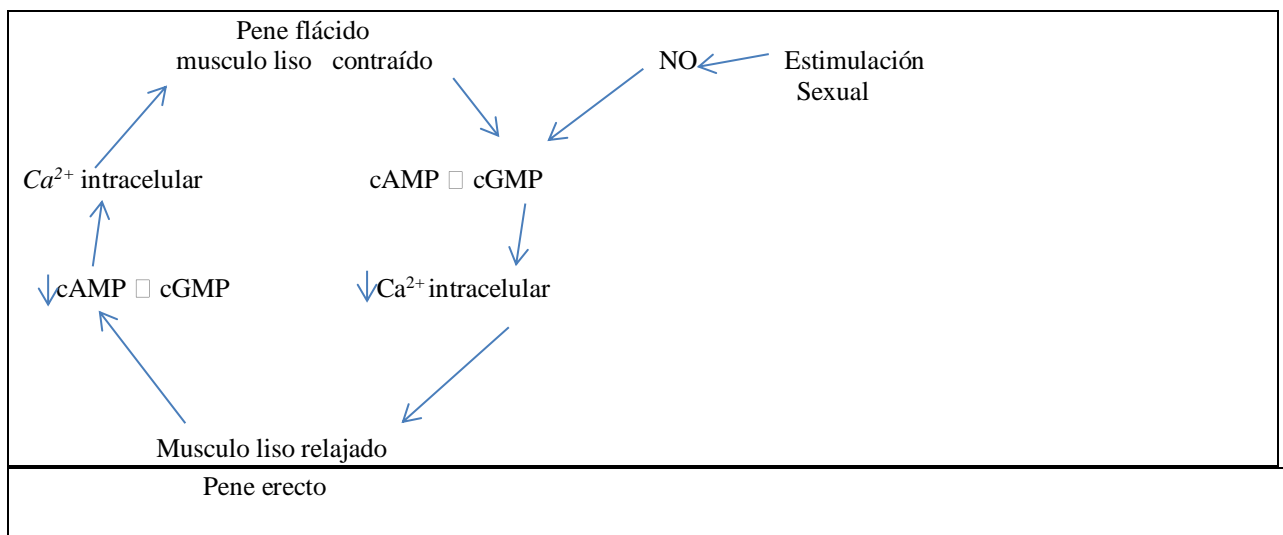 Pene flácido
musculo liso contraído
NO
Estimulación
Sexual
Ca²⁺ intracelular
cAMP □ cGMP
↓cAMP □ cGMP
↓Ca²⁺ intracelular
Musculo liso relajado
Pene erecto